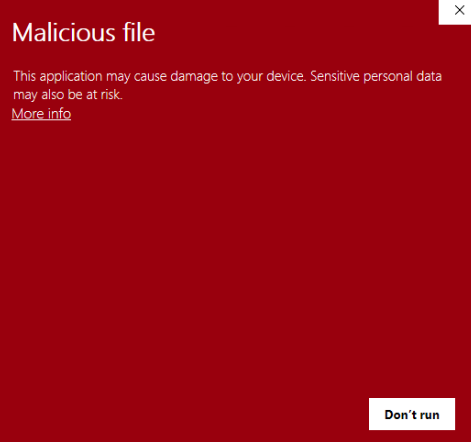 Malicious file
This application may cause damage to your device. Sensitive personal data
may also be at risk.
More info
Don’t run